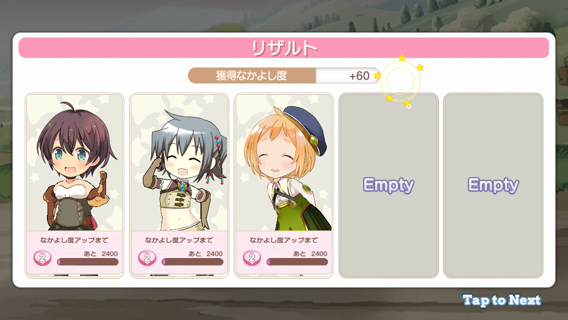 リザルト
獲得なかよし度 +60
なかよし度アップまで
2 あと 2400
なかよし度アップまで
2 あと 2400
なかよし度アップまで
2 あと 2400
Empty
Empty
Tap to Next